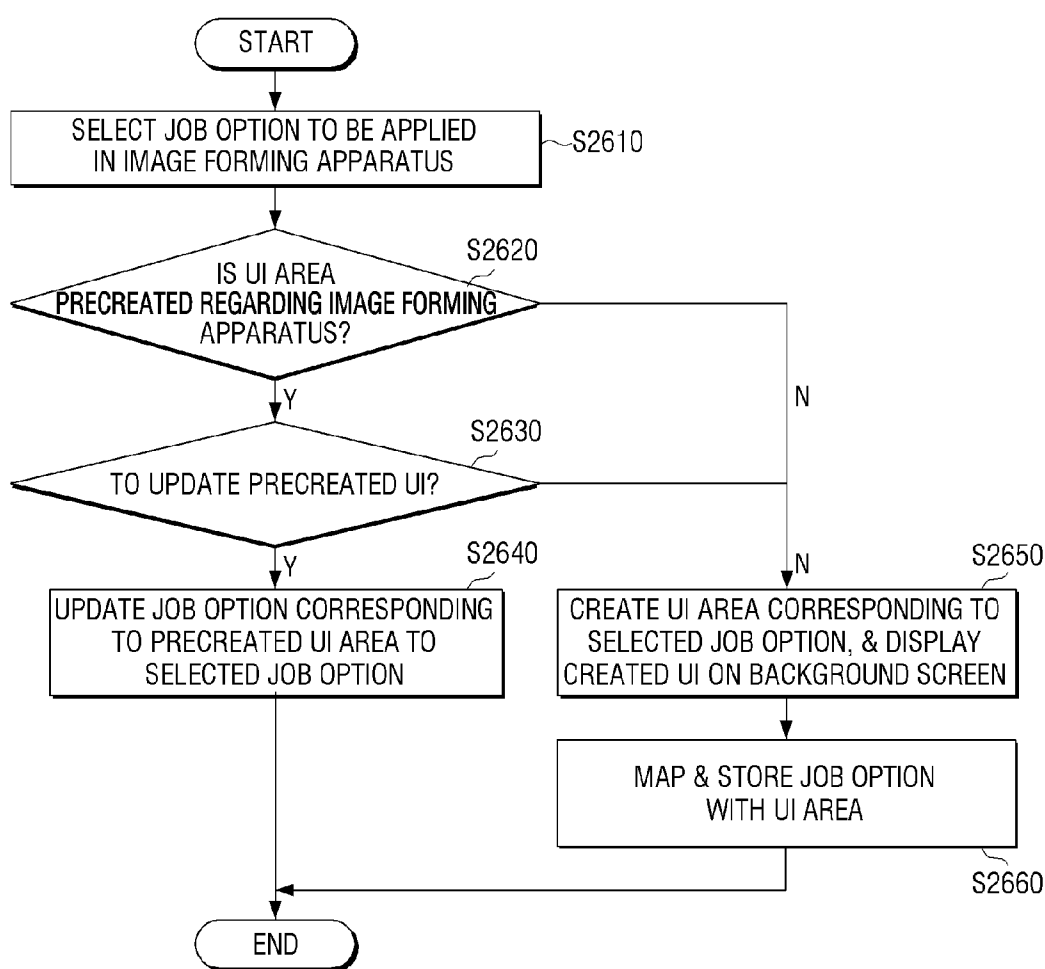 START
SELECT JOB OPTION TO BE APPLIED
IN IMAGE FORMING APPARATUS
S2610
S2620
IS UI AREA
PRECREATED REGARDING IMAGE FORMING
APPARATUS?
Y
N
S2630
TO UPDATE PRECREATED UI?
Y
N
S2640
UPDATE JOB OPTION CORRESPONDING
TO PRECREATED UI AREA TO
SELECTED JOB OPTION
S2650
CREATE UI AREA CORRESPONDING TO
SELECTED JOB OPTION, & DISPLAY
CREATED UI ON BACKGROUND SCREEN
MAP & STORE JOB OPTION
WITH UI AREA
S2660
END